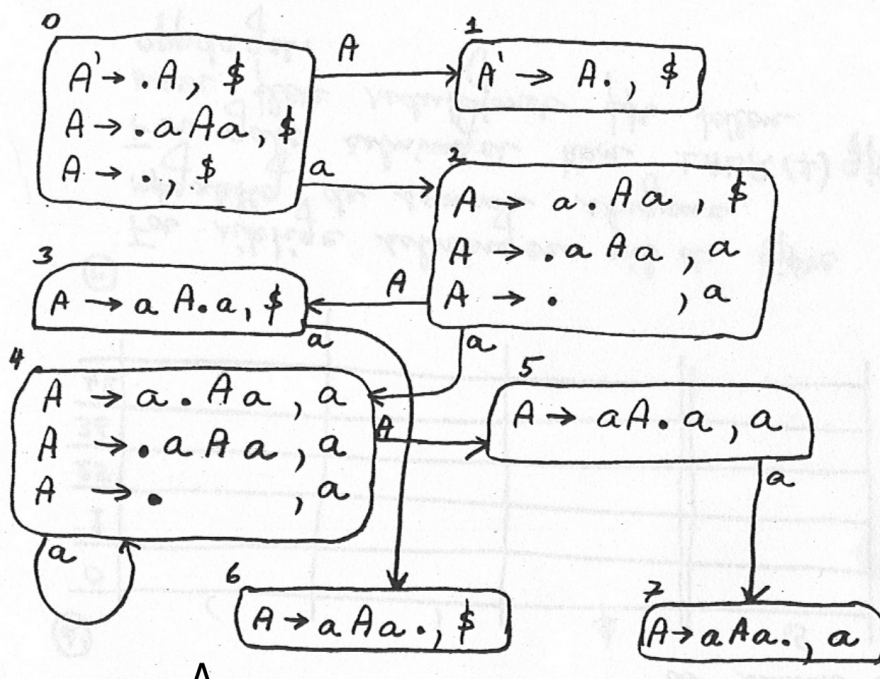 0
A' → .A, $
A → .aAa, $
A → ., $
A
a
1
A' → A., $
2
A → a.Aa, $
A → .aAa, a
A → . , a
A
a
3
A → aA.a, $
a
4
A → a.Aa, a
A → .aAa, a
A → . , a
A
a
5
A → aA.a, a
a
6
A → aAa., $
7
A → aAa., a